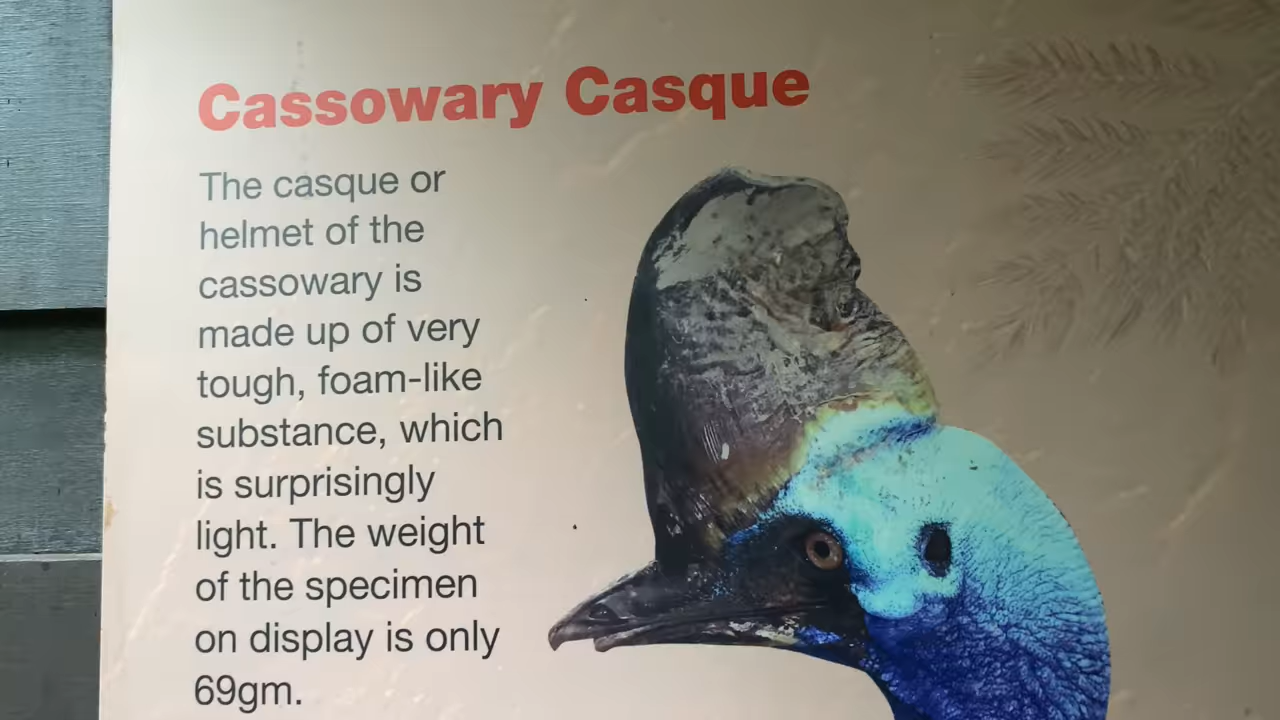 Cassowary Casque
The casque or
helmet of the
cassowary is
made up of very
tough, foam-like
substance, which
is surprisingly
light. The weight
of the specimen
on display is only
69gm.